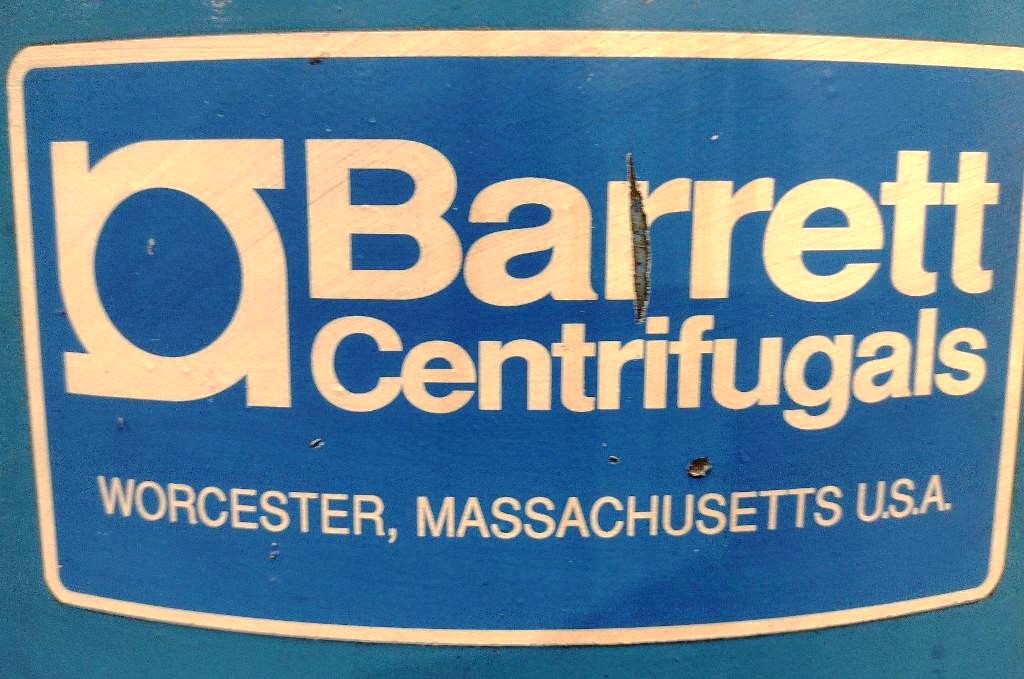 Barrett
Centrifugals
WORCESTER, MASSACHUSETTS U.S.A.